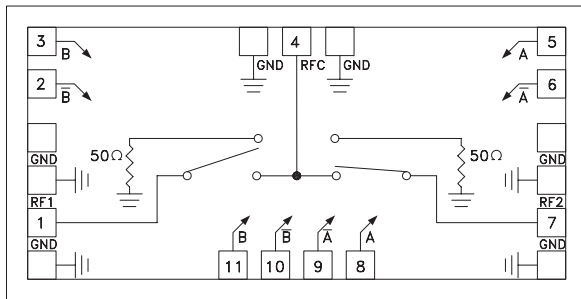 3 B 4 A 5
GND RFC GND
2 B̅ A̅ 6
50Ω 50Ω
GND GND
RF1 RF2
1 7
B B̅ A̅ A
GND GND
11 10 9 8